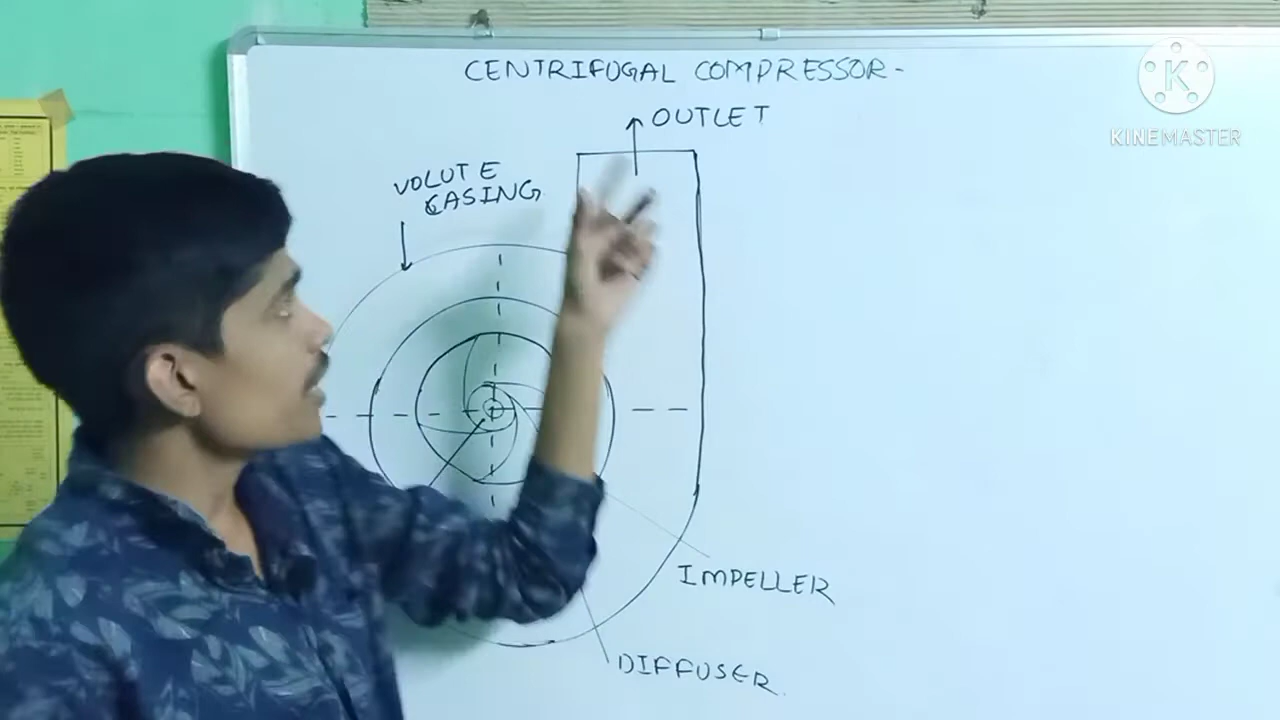 CENTRIFUGAL COMPRESSOR-
OUTLET
VOLUTE
CASING
IMPELLER
DIFFUSER.
K
KINEMASTER